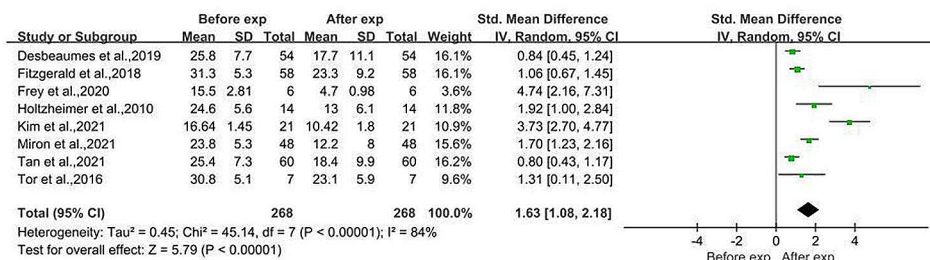 Before exp After exp Std. Mean Difference Std. Mean Difference
Study or Subgroup Mean SD Total Mean SD Total Weight IV, Random, 95% CI IV, Random, 95% CI
Desbeaumes et al.,2019 25.8 7.7 54 17.7 11.1 54 16.1% 0.84 [0.45, 1.24]
Fitzgerald et al.,2018 31.3 5.3 58 23.3 9.2 58 16.1% 1.06 [0.67, 1.45]
Frey et al.,2020 15.5 2.81 6 4.7 0.98 6 3.6% 4.74 [2.16, 7.31]
Holtzheimer et al.,2010 24.6 5.6 14 13 6.1 14 11.8% 1.92 [1.00, 2.84]
Kim et al.,2021 16.64 1.45 21 10.42 1.8 21 10.9% 3.73 [2.70, 4.77]
Miron et al.,2021 23.8 5.3 48 12.2 8 48 15.6% 1.70 [1.23, 2.16]
Tan et al.,2021 25.4 7.3 60 18.4 9.9 60 16.2% 0.80 [0.43, 1.17]
Tor et al.,2016 30.8 5.1 7 23.1 5.9 7 9.6% 1.31 [0.11, 2.50]
Total (95% CI) 268 268 100.0% 1.63 [1.08, 2.18]
Heterogeneity: Tau² = 0.45; Chi² = 45.14, df = 7 (P < 0.00001); I² = 84%
Test for overall effect: Z = 5.79 (P < 0.00001)
-4 -2 0 2 4
Before exp After exp